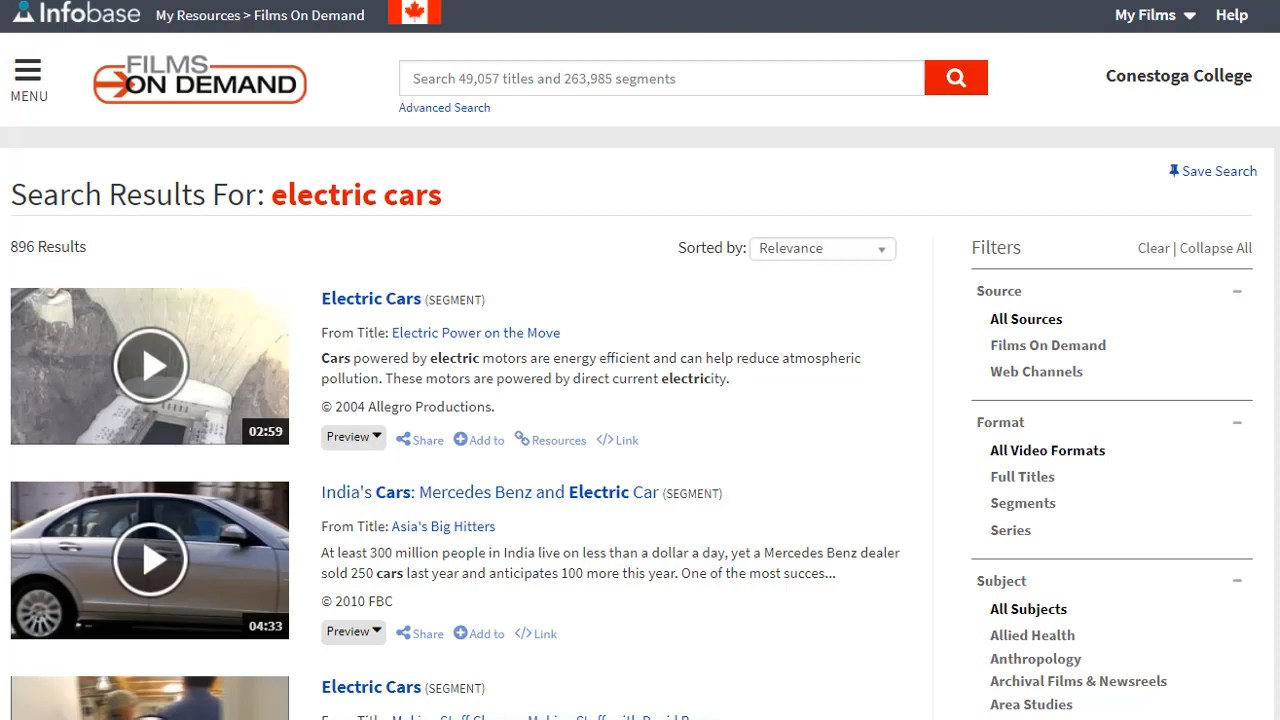 Infobase
My Resources > Films On Demand
My Films
Help
MENU
FILMS
ON DEMAND
Search 49,057 titles and 263,985 segments
Advanced Search
Conestoga College
Save Search
Search Results For: electric cars
896 Results
Sorted by: Relevance
Electric Cars (SEGMENT)
From Title: Electric Power on the Move
Cars powered by electric motors are energy efficient and can help reduce atmospheric
pollution. These motors are powered by direct current electricity.
© 2004 Allegro Productions.
02:59
Preview Share Add to Resources Link
India's Cars: Mercedes Benz and Electric Car (SEGMENT)
From Title: Asia's Big Hitters
At least 300 million people in India live on less than a dollar a day, yet a Mercedes Benz dealer
sold 250 cars last year and anticipates 100 more this year. One of the most succes...
© 2010 FBC
04:33
Preview Share Add to Link
Electric Cars (SEGMENT)
Filters
Clear | Collapse All
Source
All Sources
Films On Demand
Web Channels
Format
All Video Formats
Full Titles
Segments
Series
Subject
All Subjects
Allied Health
Anthropology
Archival Films & Newsreels
Area Studies